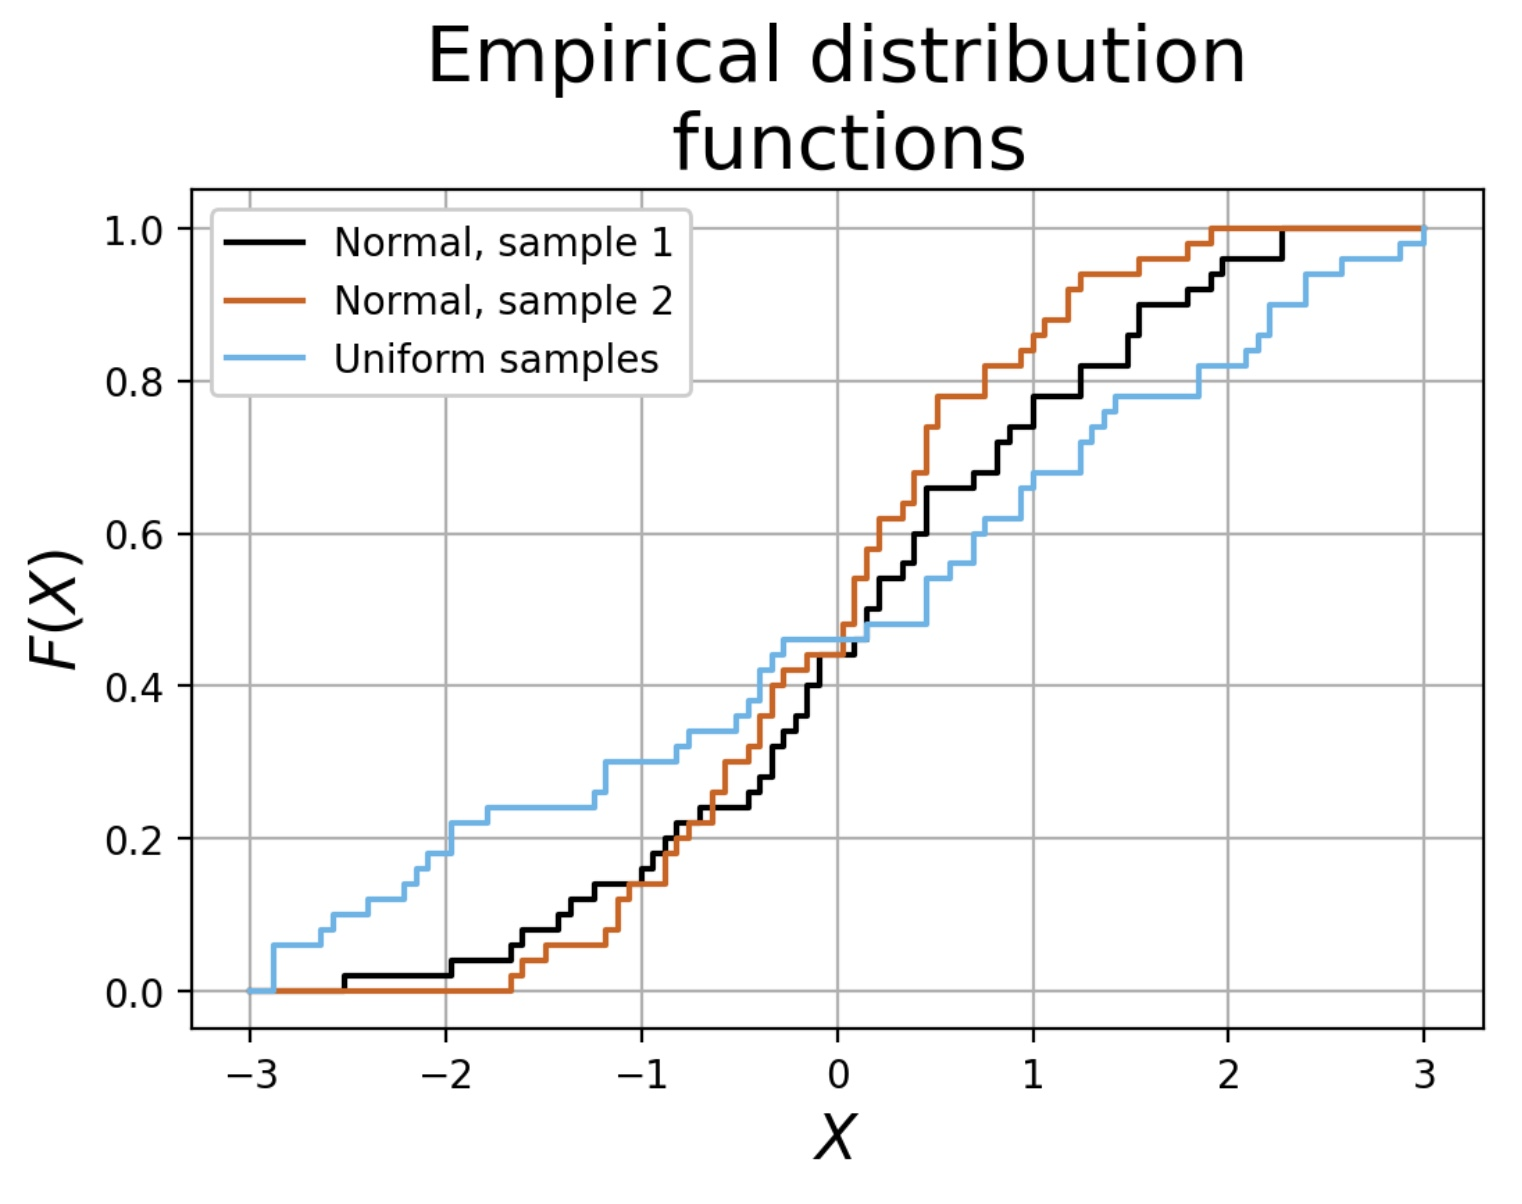 Empirical distribution
functions
Normal, sample 1
Normal, sample 2
Uniform samples
1.0
0.8
0.6
0.4
0.2
0.0
F(X)
−3 −2 −1 0 1 2 3
X